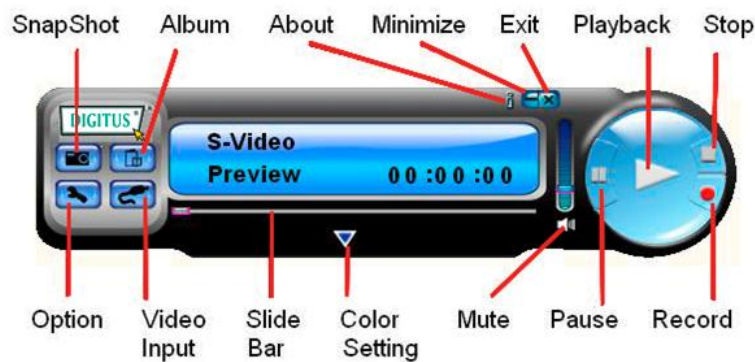 SnapShot Album About Minimize Exit Playback Stop
DIGITUS®
S-Video
Preview 00:00:00
Option Video Input Slide Bar Color Setting Mute Pause Record